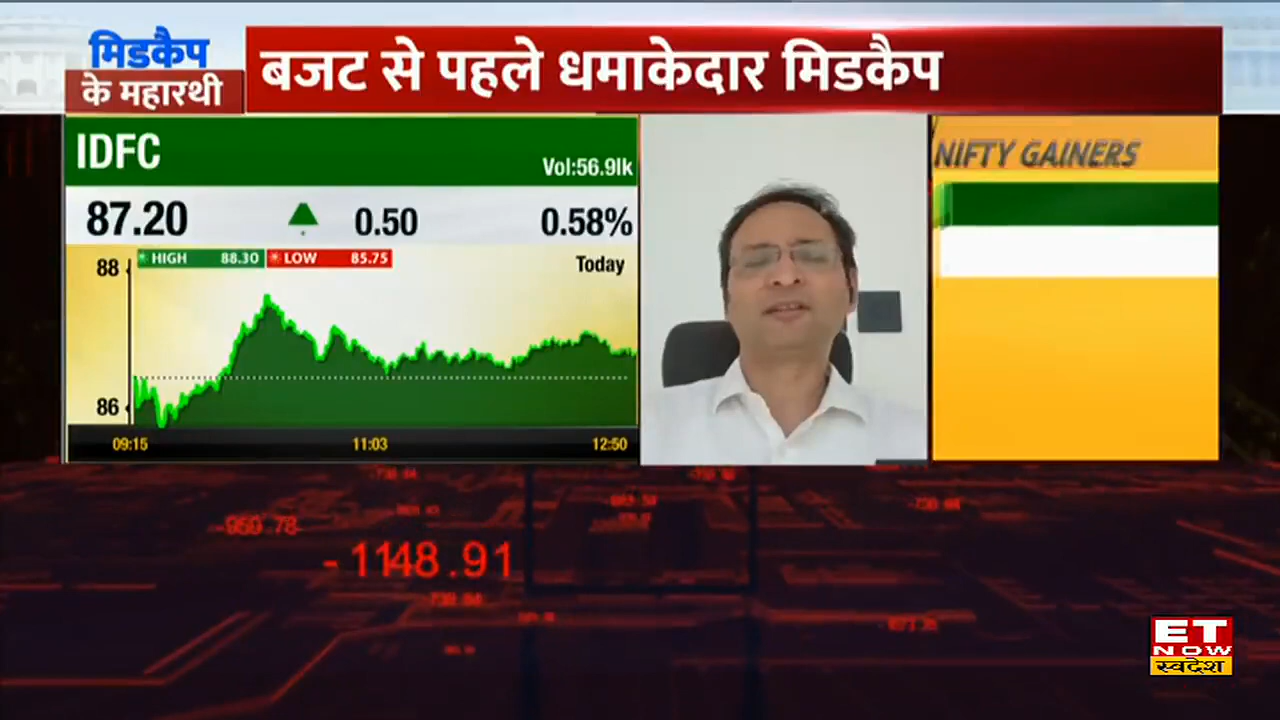 मिडकैप
के महारथी
बजट से पहले धमाकेदार मिडकैप
IDFC
Vol:56.9lk
87.20 0.50 0.58%
HIGH 88.30 LOW 85.75
Today
88
86
09:15 11:03 12:50
NIFTY GAINERS
-959.78
- 1148.91
ET
NOW
स्वदेश